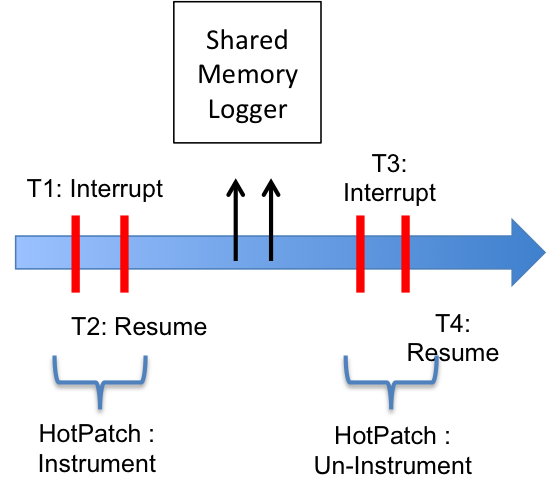 Shared
Memory
Logger
T1: Interrupt
T3:
Interrupt
T2: Resume
T4:
Resume
HotPatch :
Instrument
HotPatch :
Un-Instrument